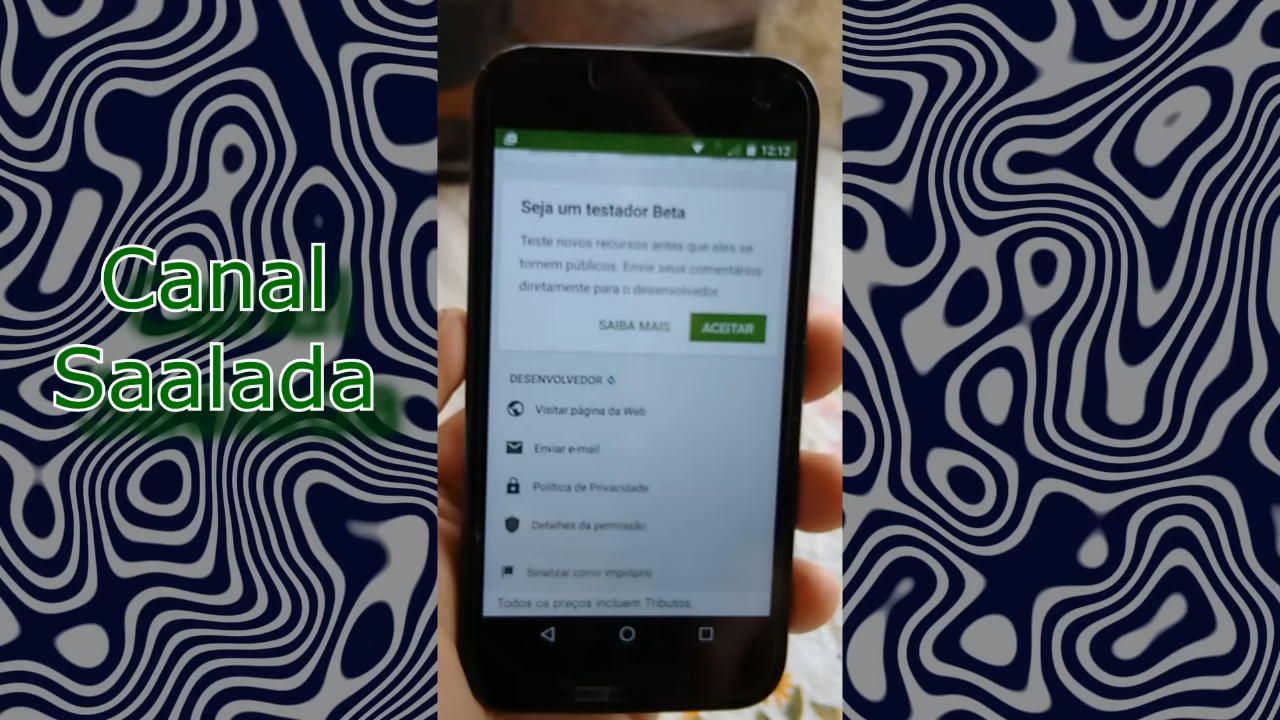 Canal
Saalada
12:12
Seja um testador Beta
Teste novos recursos antes que eles se
tornem públicos. Envie seus comentários
diretamente para o desenvolvedor.
SAIBA MAIS
ACEITAR
DESENVOLVEDOR
Visitar página da Web
Enviar e-mail
Política de Privacidade
Detalhes da permissão
Sinalizar como impróprio
Todos os preços incluem Tributos.